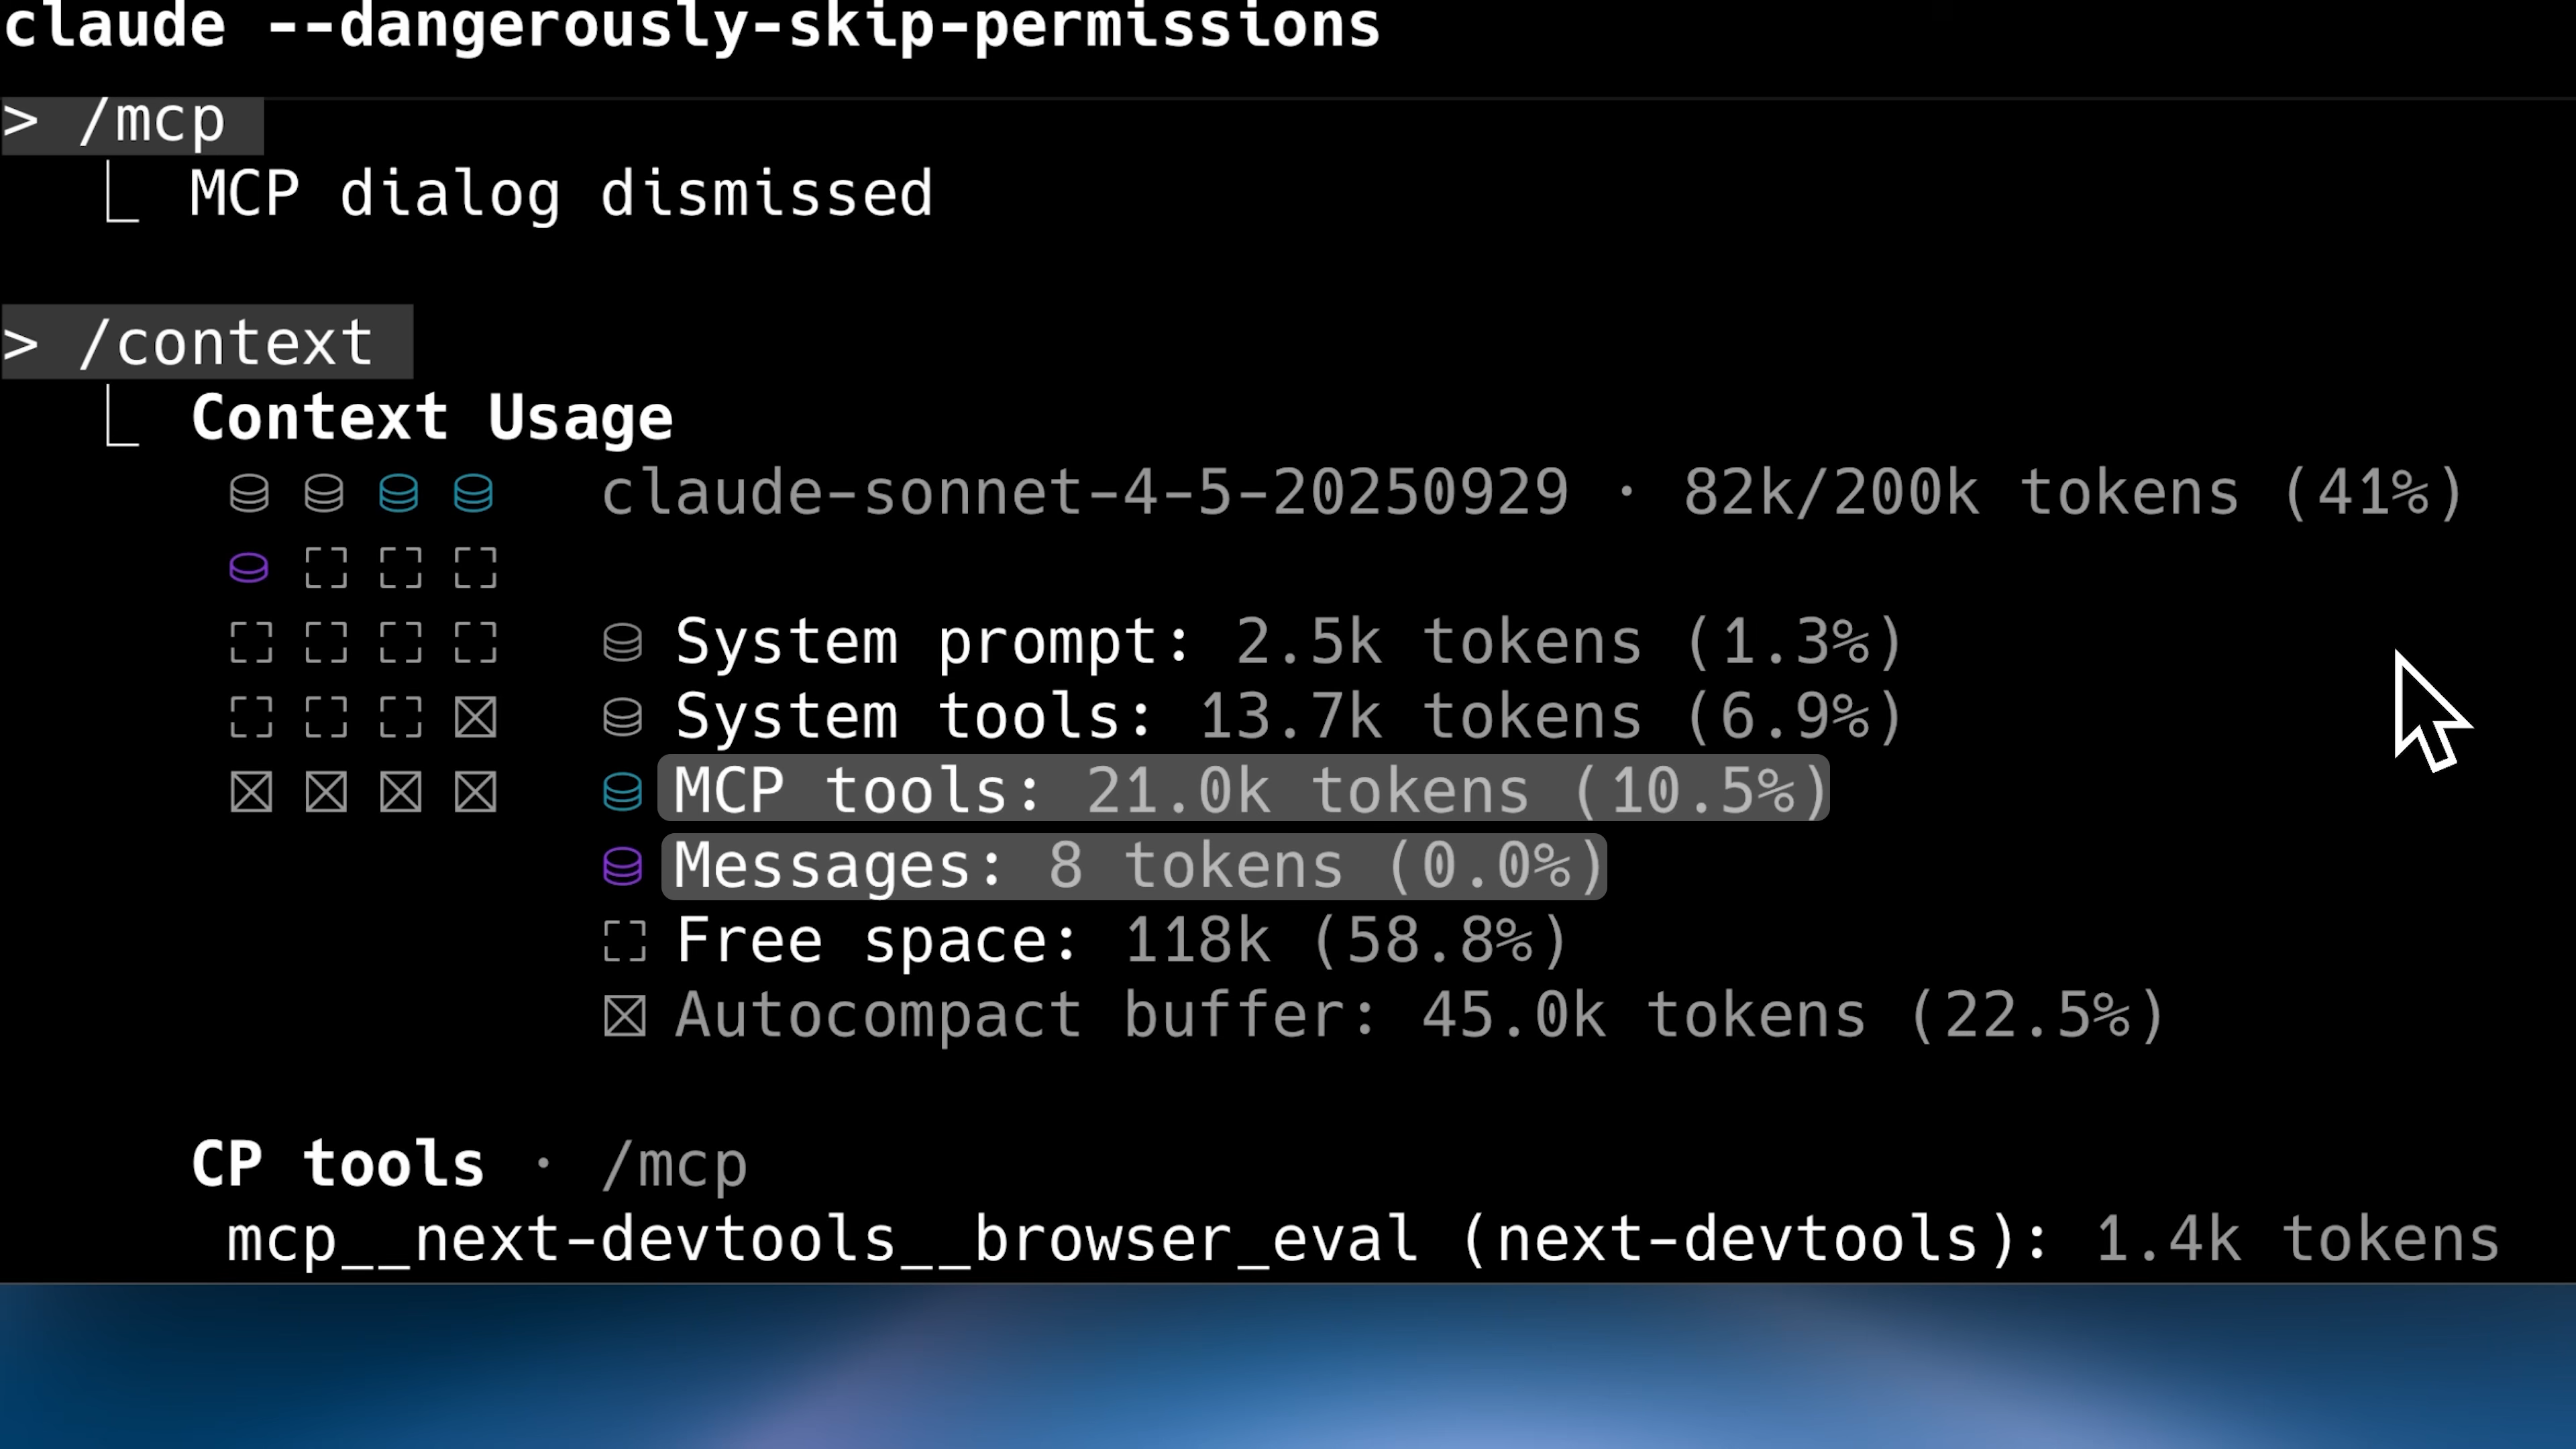 claude --dangerously-skip-permissions
> /mcp
MCP dialog dismissed
> /context
Context Usage
claude-sonnet-4-5-20250929 · 82k/200k tokens (41%)
System prompt: 2.5k tokens (1.3%)
System tools: 13.7k tokens (6.9%)
MCP tools: 21.0k tokens (10.5%)
Messages: 8 tokens (0.0%)
Free space: 118k (58.8%)
Autocompact buffer: 45.0k tokens (22.5%)
CP tools · /mcp
mcp__next-devtools__browser_eval (next-devtools): 1.4k tokens